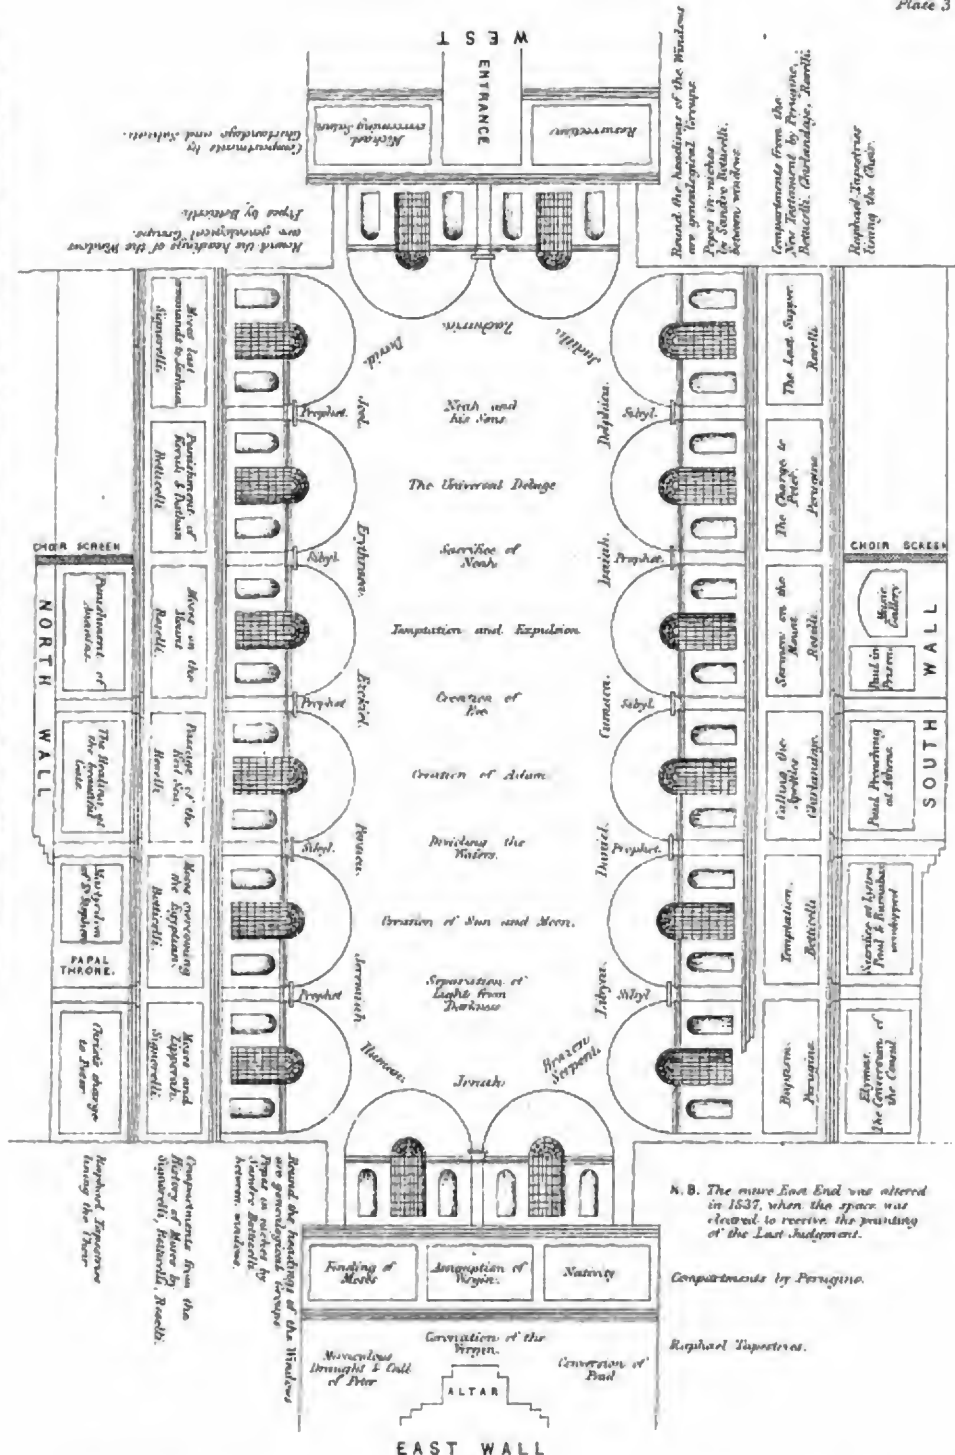 Plate 3
WEST
ENTRANCE
Michael
overcoming Satan
Resurrection
Compartments by
Ghirlandajo and Salviati.
Round the headings of the Windows
are genealogical Groups.
Popes by Botticelli.
Round the headings of the Windows
are genealogical Groups
Popes in niches
by Sandro Botticelli.
between windows
Compartments from the
New Testament by Perugino,
Botticelli. Ghirlandajo, Roselli.
Raphael Tapestries
lining the Choir.
David.
Zacharia.
Judith.
Moses last
commands to Joshua
Signorelli.
Prophet.
Joel.
Noah and
his Sons.
Delphica.
Sibyl.
The Last Supper.
Roselli.
Punishment of
Korah & Dathan
Botticelli
The Universal Deluge
The Charge to
Peter.
Perugino
CHOIR SCREEN
Sibyl.
Erythraea.
Sacrifice of
Noah.
Isaiah.
Prophet.
CHOIR SCREEN
NORTH WALL
Punishment of
Ananias.
Moses on the
Mount
Roselli.
Temptation and Expulsion
Sermon on the
Mount
Roselli.
Music
Gallery
Paul in
Prison.
SOUTH WALL
Prophet
Ezekiel.
Creation of
Eve
Cumaea.
Sibyl.
The Healing at
the beautiful
Gate.
Passage of the
Red Sea.
Roselli
Creation of Adam.
Calling the
Apostles
Ghirlandajo.
Paul Preaching
at Athens
Sibyl.
Persica.
Dividing the
Waters.
Daniel.
Prophet.
Martyrdom
of St Stephen
Moses overcoming
the Egyptian.
Botticelli.
Creation of Sun and Moon.
Temptation.
Botticelli
Sacrifice at Lystra
Paul & Barnabas
worshipped
PAPAL
THRONE.
Prophet
Jeremiah
Separation of
Light from
Darkness
Libyca.
Sibyl
Christ's charge
to Peter
Moses and
Zipporah.
Signorelli.
Haman.
Jonah.
Brazen
Serpent.
Baptism.
Perugino.
Elymas.
The Conversion of
the Consul.
Raphael Tapestries
lining the Choir
Compartments from the
History of Moses by
Signorelli, Botticelli, Roselli.
Round the headings of the Windows
are genealogical Groups
Popes in niches by
Sandro Botticelli
between windows.
N.B. The entire East End was altered
in 1537, when the space was
cleared to receive the painting
of the Last Judgment.
Finding of
Moses
Assumption of
Virgin.
Nativity
Compartments by Perugino.
Coronation of the
Virgin.
Miraculous
Draught & Call
of Peter
Conversion of
Paul
Raphael Tapestries.
ALTAR
EAST WALL